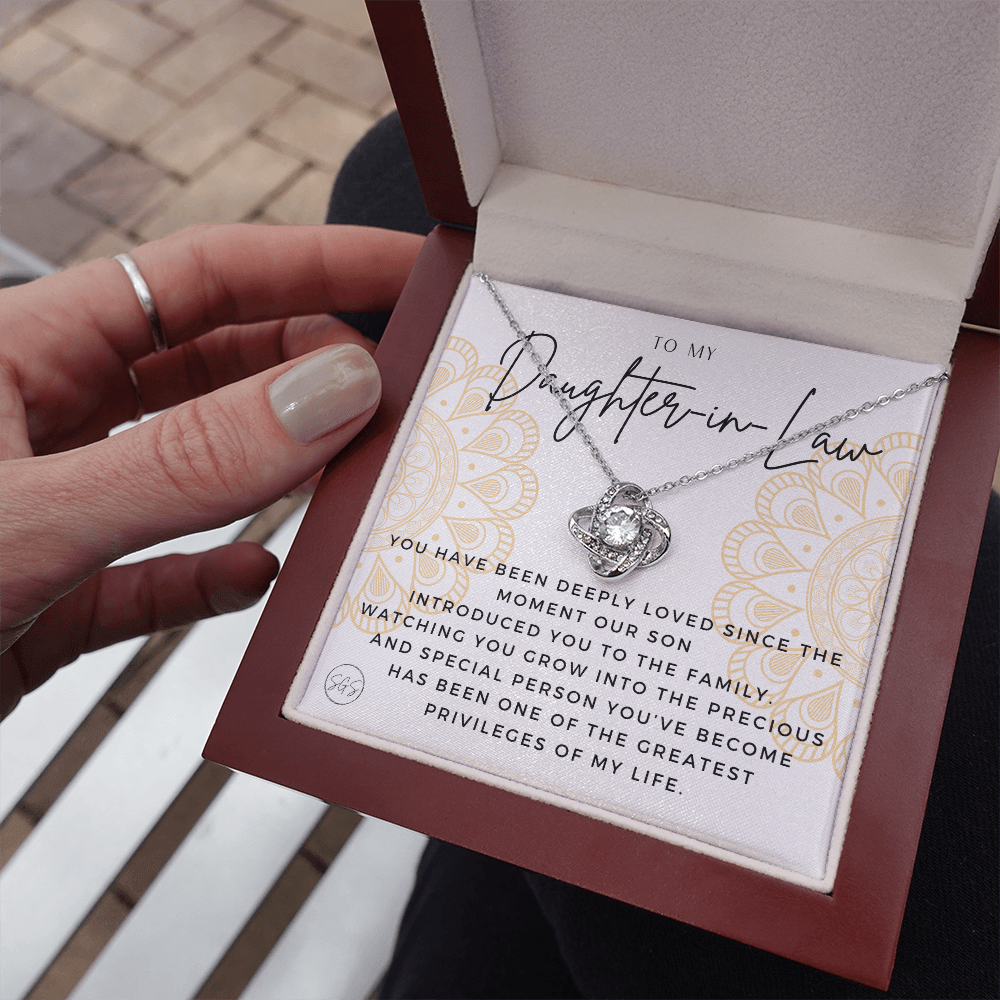 TO MY
Daughter-in-Law
YOU HAVE BEEN DEEPLY LOVED SINCE THE
MOMENT OUR SON
INTRODUCED YOU TO THE FAMILY.
WATCHING YOU GROW INTO THE PRECIOUS
AND SPECIAL PERSON YOU'VE BECOME
HAS BEEN ONE OF THE GREATEST
PRIVILEGES OF MY LIFE.
SGS